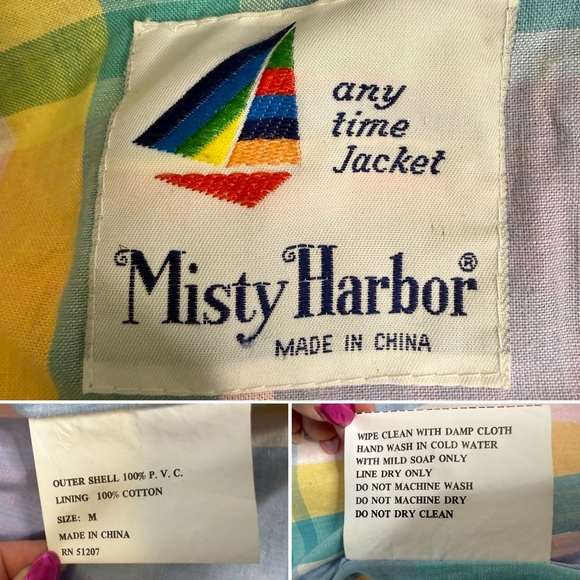 any
time
Jacket
Misty Harbor®
MADE IN CHINA
OUTER SHELL 100% P. V. C.
LINING 100% COTTON
SIZE: M
MADE IN CHINA
RN 51207
WIPE CLEAN WITH DAMP CLOTH
HAND WASH IN COLD WATER
WITH MILD SOAP ONLY
LINE DRY ONLY
DO NOT MACHINE WASH
DO NOT MACHINE DRY
DO NOT DRY CLEAN